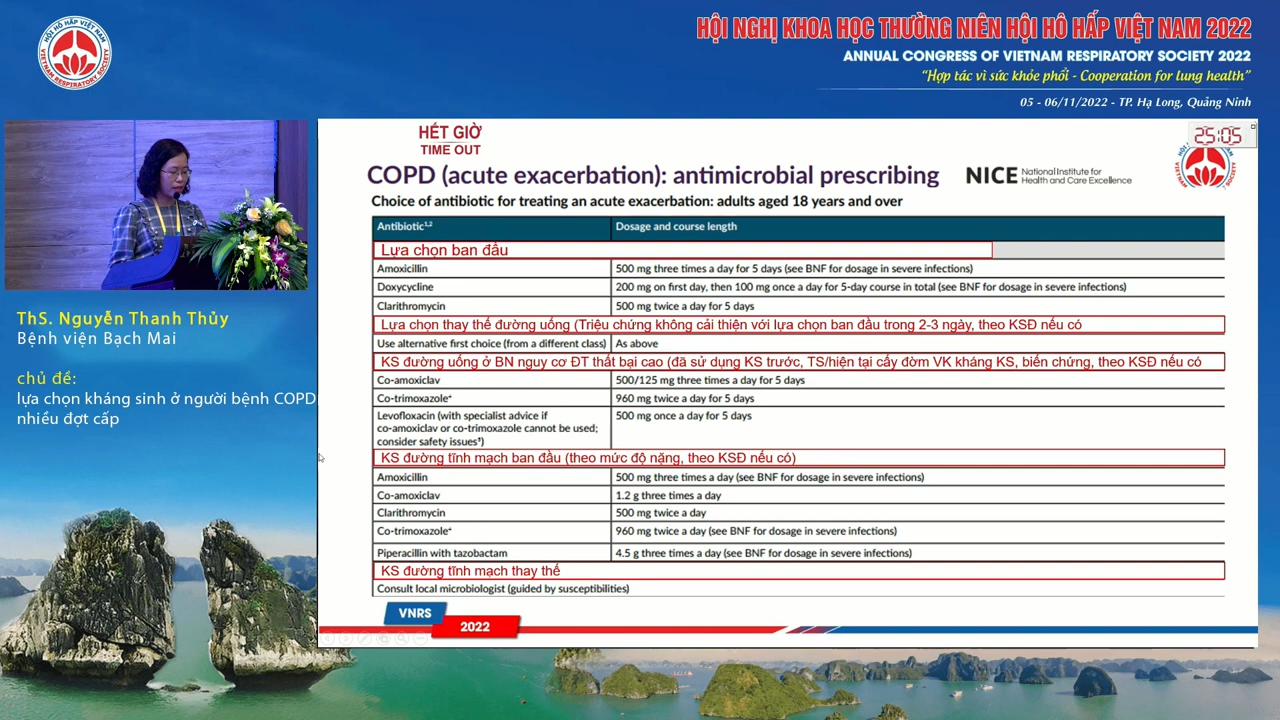 HỘI HÔ HẤP VIỆT NAM
VIETNAM RESPIRATORY SOCIETY
HỘI NGHỊ KHOA HỌC THƯỜNG NIÊN HỘI HÔ HẤP VIỆT NAM 2022
ANNUAL CONGRESS OF VIETNAM RESPIRATORY SOCIETY 2022
“Hợp tác vì sức khỏe phổi - Cooperation for lung health”
05 - 06/11/2022 - TP. Hạ Long, Quảng Ninh
ThS. Nguyễn Thanh Thủy
Bệnh viện Bạch Mai
chủ đề:
lựa chọn kháng sinh ở người bệnh COPD
nhiều đợt cấp
HẾT GIỜ
TIME OUT
25:05
COPD (acute exacerbation): antimicrobial prescribing
NICE National Institute for
Health and Care Excellence
Choice of antibiotic for treating an acute exacerbation: adults aged 18 years and over
Antibiotic¹,² Dosage and course length
Lựa chọn ban đầu
Amoxicillin 500 mg three times a day for 5 days (see BNF for dosage in severe infections)
Doxycycline 200 mg on first day, then 100 mg once a day for 5-day course in total (see BNF for dosage in severe infections)
Clarithromycin 500 mg twice a day for 5 days
Lựa chọn thay thế đường uống (Triệu chứng không cải thiện với lựa chọn ban đầu trong 2-3 ngày, theo KSĐ nếu có
Use alternative first choice (from a different class) As above
KS đường uống ở BN nguy cơ ĐT thất bại cao (đã sử dụng KS trước, TS/hiện tại cấy đờm VK kháng KS, biến chứng, theo KSĐ nếu có
Co-amoxiclav 500/125 mg three times a day for 5 days
Co-trimoxazole⁴ 960 mg twice a day for 5 days
Levofloxacin (with specialist advice if 500 mg once a day for 5 days
co-amoxiclav or co-trimoxazole cannot be used;
consider safety issues³)
KS đường tĩnh mạch ban đầu (theo mức độ nặng, theo KSĐ nếu có)
Amoxicillin 500 mg three times a day (see BNF for dosage in severe infections)
Co-amoxiclav 1.2 g three times a day
Clarithromycin 500 mg twice a day
Co-trimoxazole⁴ 960 mg twice a day (see BNF for dosage in severe infections)
Piperacillin with tazobactam 4.5 g three times a day (see BNF for dosage in severe infections)
KS đường tĩnh mạch thay thế
Consult local microbiologist (guided by susceptibilities)
VNRS
2022